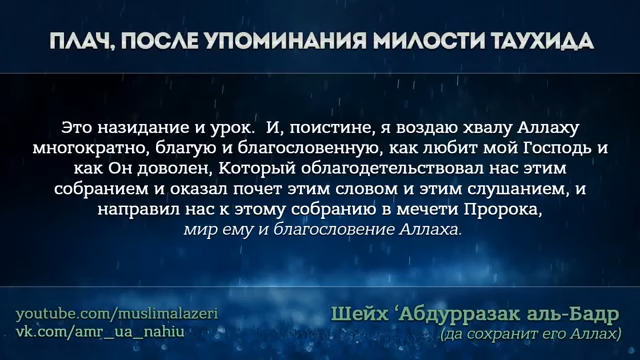 ПЛАЧ, ПОСЛЕ УПОМИНАНИЯ МИЛОСТИ ТАУХИДА
Это назидание и урок. И, поистине, я воздаю хвалу Аллаху
многократно, благую и благословенную, как любит мой Господь и
как Он доволен, Который облагодетельствовал нас этим
собранием и оказал почет этим словом и этим слушанием, и
направил нас к этому собранию в мечети Пророка,
мир ему и благословение Аллаха.
youtube.com/muslimalazeri
vk.com/amr_ua_nahiu
Шейх ‘Абдурразак аль-Бадр
(да сохранит его Аллах)